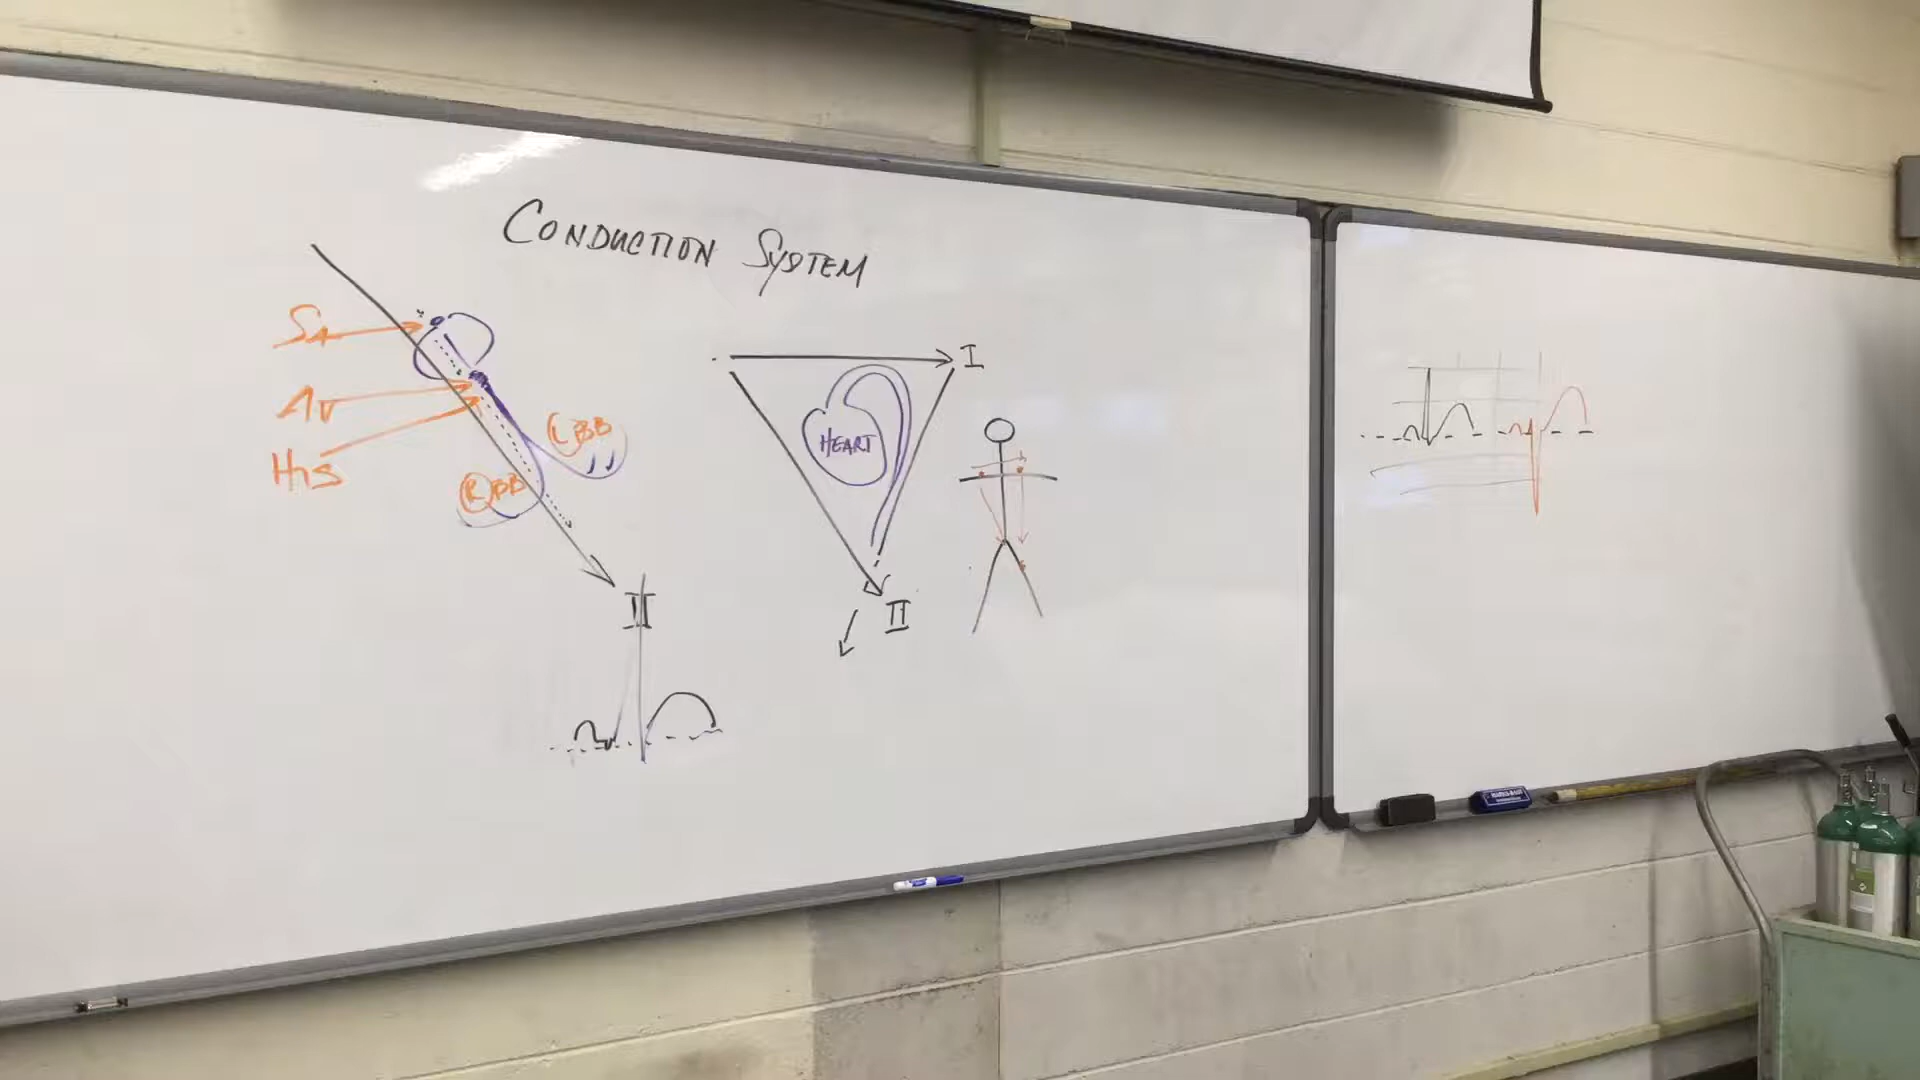 CONDUCTION SYSTEM
SA
AV
HIS
LBB
RBB
II
I
HEART
II